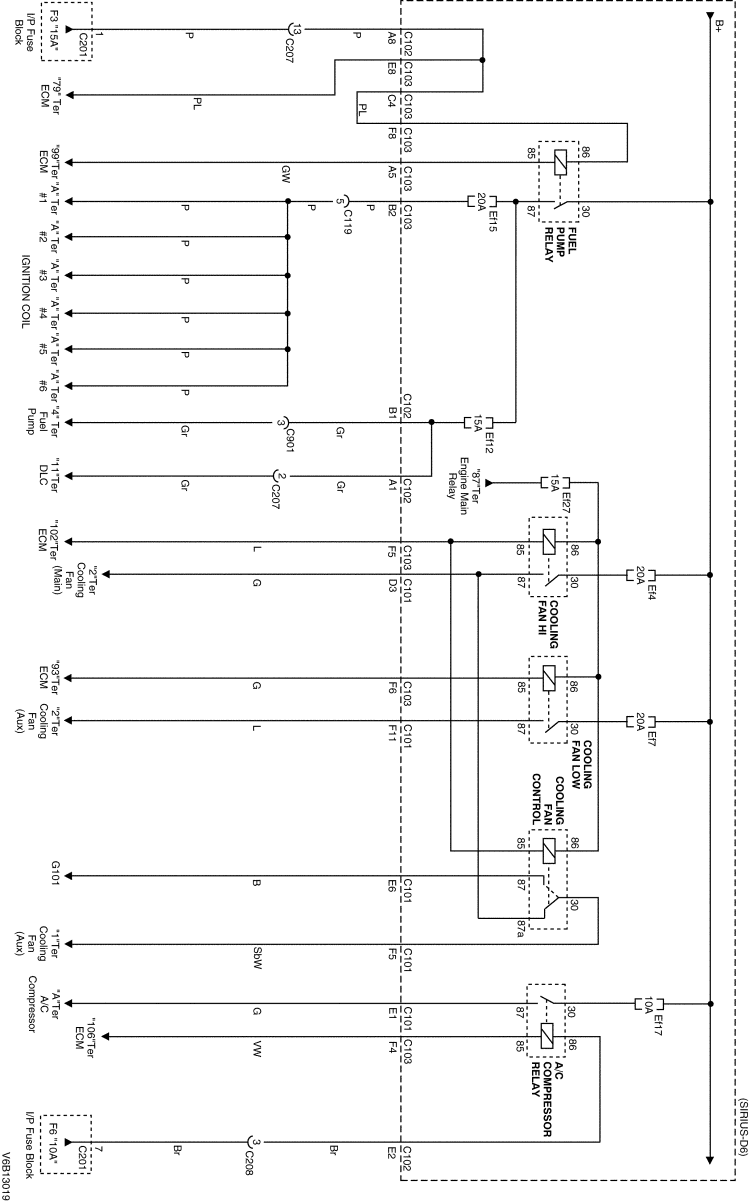 (SIRIUS-D6)
B+
Ef4
20A
Ef7
20A
Ef17
10A
86
30
85
87
FUEL
PUMP
RELAY
Ef27
15A
"87"Ter
Engine Main
Relay
86
30
85
87
COOLING
FAN HI
86
30
85
87
COOLING
FAN LOW
COOLING
FAN
CONTROL
86
30
85
87
87a
30
86
87
85
A/C
COMPRESSOR
RELAY
Ef15
20A
Ef12
15A
C102
A8
C103
E8
C103
C4
C103
F8
PL
C103
A5
C103
B2
C102
B1
C102
A1
C103
F5
C101
D3
C103
F6
C101
F11
C101
E6
C101
F5
C101
E1
C103
F4
C102
E2
P
5
C119
P
Gr
Gr
Br
13
C207
3
C901
2
C207
3
C208
P
PL
GW
P
P
P
P
P
P
Gr
Gr
L
G
G
L
B
SbW
G
VW
Br
1
C201
F3 "15A"
I/P Fuse
Block
"79" Ter
ECM
"99"Ter
ECM
"A" Ter
#1
"A" Ter
#2
"A" Ter
#3
"A" Ter
#4
"A" Ter
#5
"A" Ter
#6
IGNITION COIL
"4" Ter
Fuel
Pump
"11"Ter
DLC
"102"Ter
ECM
"2"Ter
Cooling
Fan
(Main)
"93"Ter
ECM
"2"Ter
Cooling
Fan
(Aux)
G101
"1"Ter
Cooling
Fan
(Aux)
"A"Ter
A/C
Compressor
"106"Ter
ECM
7
C201
F6 "10A"
I/P Fuse Block
V6B13019